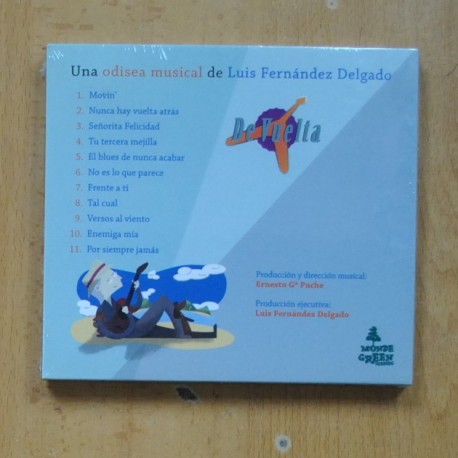 Una odisea musical de Luis Fernández Delgado
1. Movin'
2. Nunca hay vuelta atrás
3. Señorita Felicidad
4. Tu tercera mejilla
5. El blues de nunca acabar
6. No es lo que parece
7. Frente a ti
8. Tal cual
9. Versos al viento
10. Enemiga mía
11. Por siempre jamás
De Vuelta
Producción y dirección musical:
Ernesto Gª Puche
Producción ejecutiva:
Luis Fernández Delgado
MONDE
GREEN